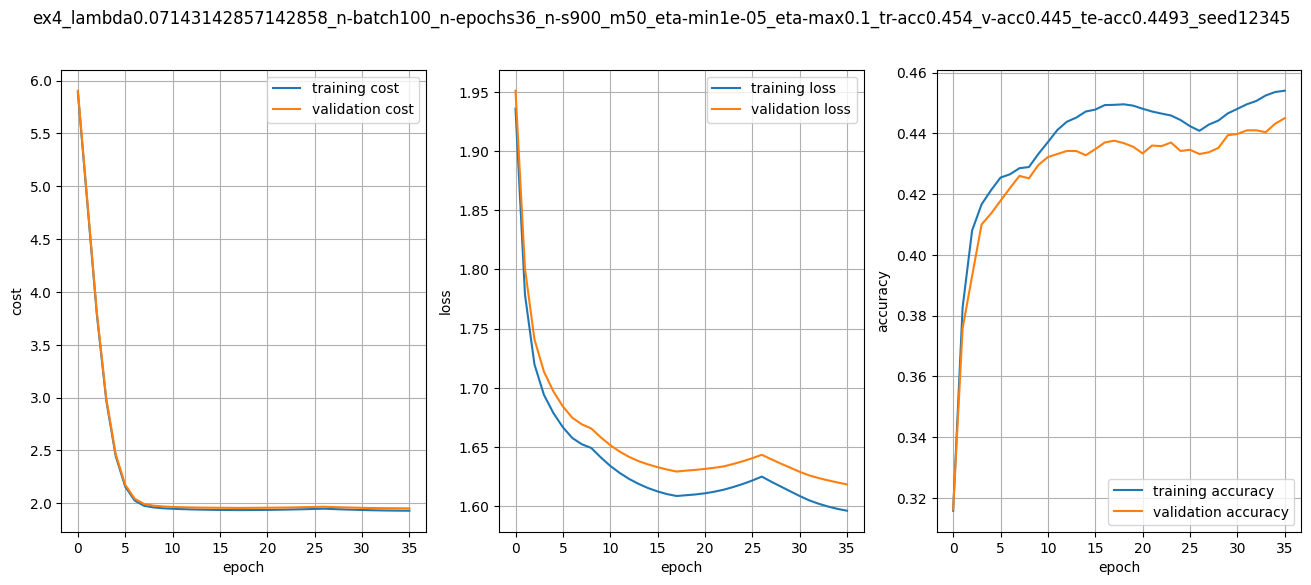 ex4_lambda0.07143142857142858_n-batch100_n-epochs36_n-s900_m50_eta-min1e-05_eta-max0.1_tr-acc0.454_v-acc0.445_te-acc0.4493_seed12345
cost
6.0
5.5
5.0
4.5
4.0
3.5
3.0
2.5
2.0
training cost
validation cost
0 5 10 15 20 25 30 35
epoch
loss
1.95
1.90
1.85
1.80
1.75
1.70
1.65
1.60
training loss
validation loss
0 5 10 15 20 25 30 35
epoch
accuracy
0.46
0.44
0.42
0.40
0.38
0.36
0.34
0.32
training accuracy
validation accuracy
0 5 10 15 20 25 30 35
epoch